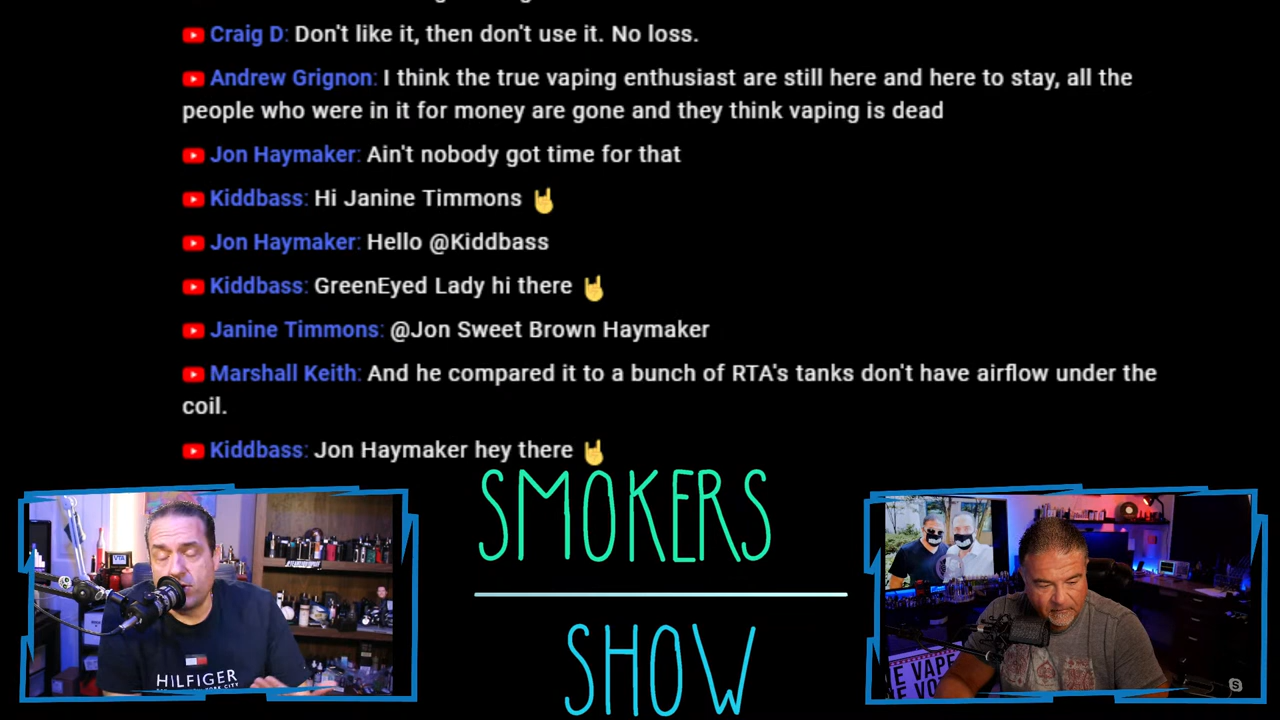 Craig D: Don't like it, then don't use it. No loss.
Andrew Grignon: I think the true vaping enthusiast are still here and here to stay, all the
people who were in it for money are gone and they think vaping is dead
Jon Haymaker: Ain't nobody got time for that
Kiddbass: Hi Janine Timmons 🤘
Jon Haymaker: Hello @Kiddbass
Kiddbass: GreenEyed Lady hi there 🤘
Janine Timmons: @Jon Sweet Brown Haymaker
Marshall Keith: And he compared it to a bunch of RTA's tanks don't have airflow under the
coil.
Kiddbass: Jon Haymaker hey there 🤘
SMOKERS
SHOW
HILFIGER
VAPE